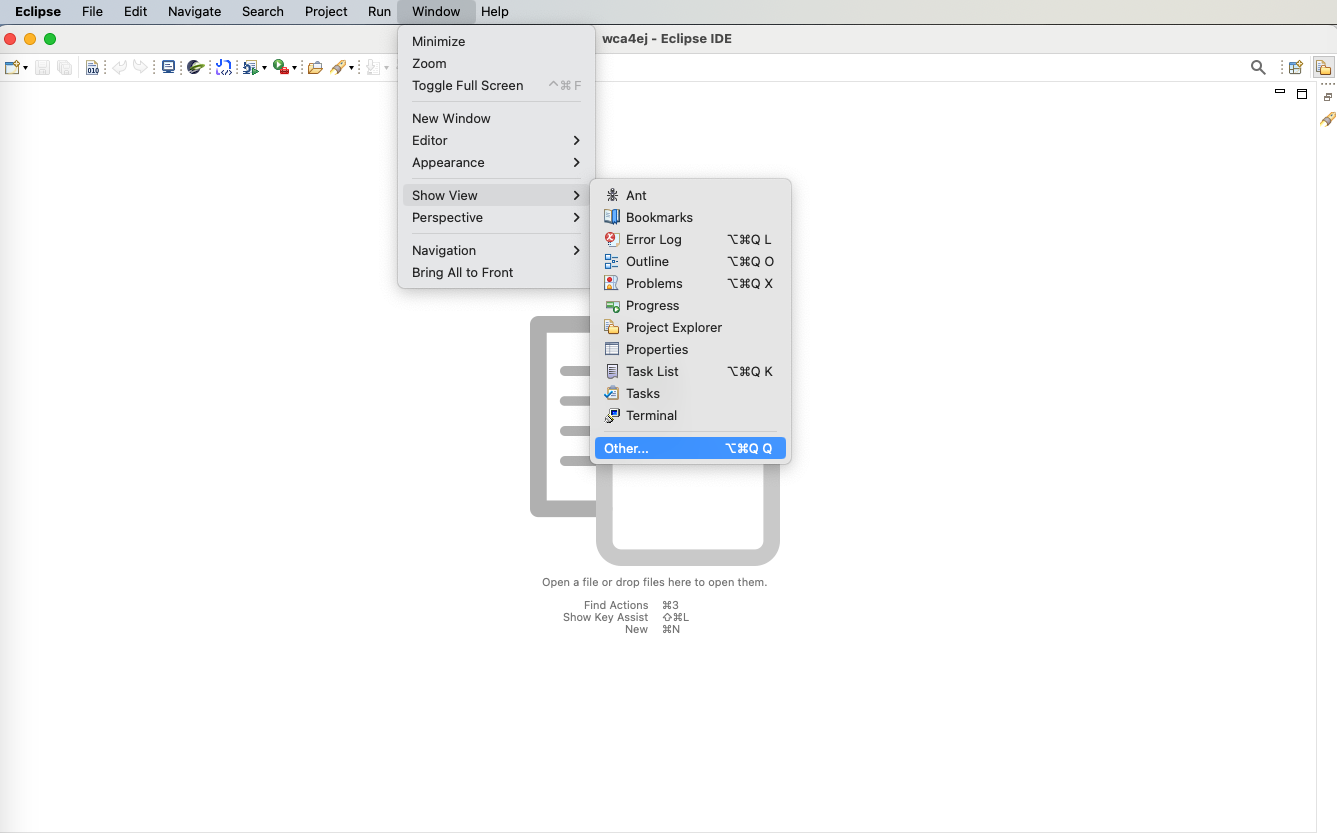 Eclipse File Edit Navigate Search Project Run Window Help
wca4ej - Eclipse IDE
010
Minimize
Zoom
Toggle Full Screen ^⌘F
New Window
Editor
Appearance
Show View
Perspective
Navigation
Bring All to Front
Ant
Bookmarks
Error Log ⌥⌘Q L
Outline ⌥⌘Q O
Problems ⌥⌘Q X
Progress
Project Explorer
Properties
Task List ⌥⌘Q K
Tasks
Terminal
Other... ⌥⌘Q Q
Open a file or drop files here to open them.
Find Actions ⌘3
Show Key Assist ⇧⌘L
New ⌘N